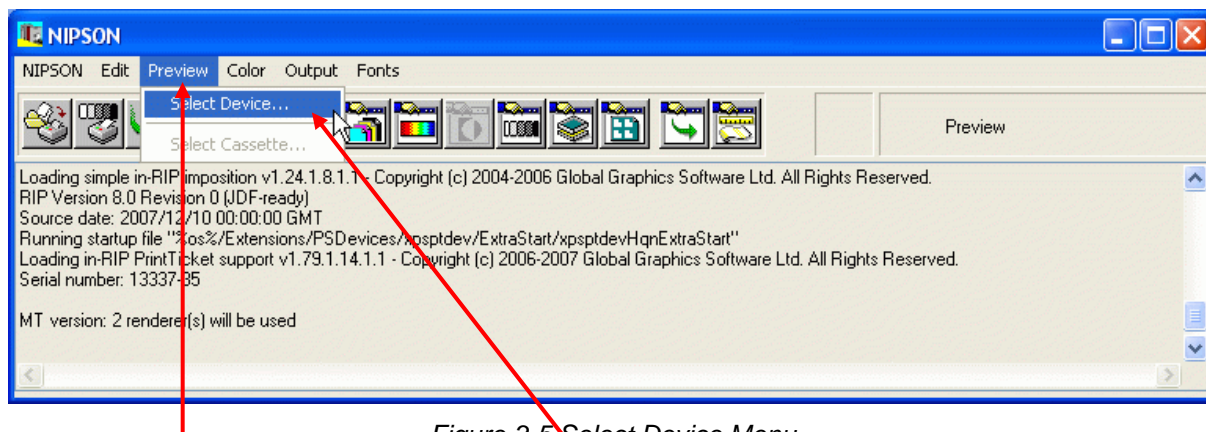 NIPSON
NIPSON Edit Preview Color Output Fonts
Select Device...
Select Cassette...
Preview
Loading simple in-RIP imposition v1.24.1.8.1.1 - Copyright (c) 2004-2006 Global Graphics Software Ltd. All Rights Reserved.
RIP Version 8.0 Revision 0 (JDF-ready)
Source date: 2007/12/10 00:00:00 GMT
Running startup file "%os%/Extensions/PSDevices/xpsptdev/ExtraStart/xpsptdevHqnExtraStart"
Loading in-RIP PrintTicket support v1.79.1.14.1.1 - Copyright (c) 2006-2007 Global Graphics Software Ltd. All Rights Reserved.
Serial number: 13337-85
MT version: 2 renderer(s) will be used
Figure 2-5 Select Device Menu